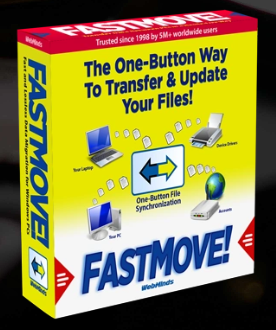 Trusted since 1998 by 5M+ worldwide users
The One-Button Way
To Transfer & Update
Your Files!
Your Laptop
Device Drivers
One-Button File
Synchronization
Your PC
Network
FASTMOVE!
WebMinds
FASTMOVE!
Fast and Lossless Data Migration for Windows PCs
WebMinds